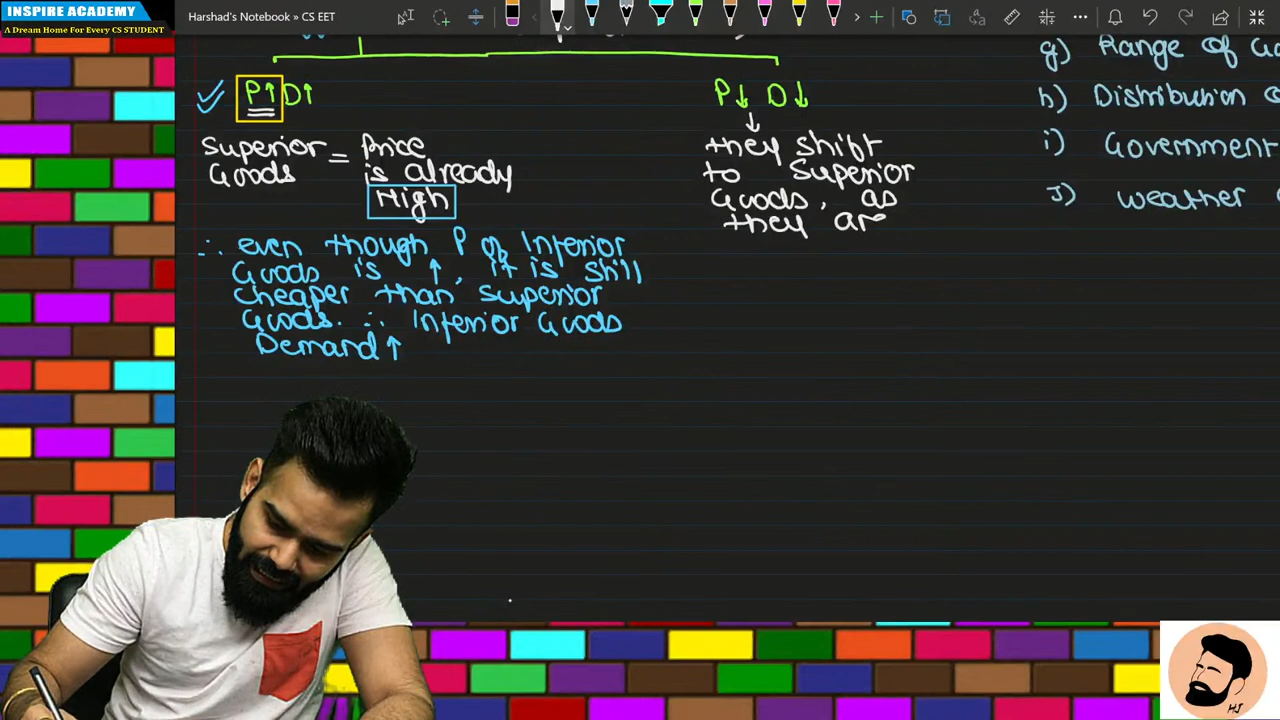 INSPIRE ACADEMY
A Dream Home For Every CS STUDENT
Harshad's Notebook » CS EET
g) Range of
P↑ D↑
P↓ D↓
h) Distribution
Superior = Price
Goods is already
High
they shift
to Superior
Goods, as
they are
i) Government
J) weather
∴ even though P of Inferior
Goods is ↑, it is still
cheaper than superior
Goods. ∴ Inferior Goods
Demand ↑
HS